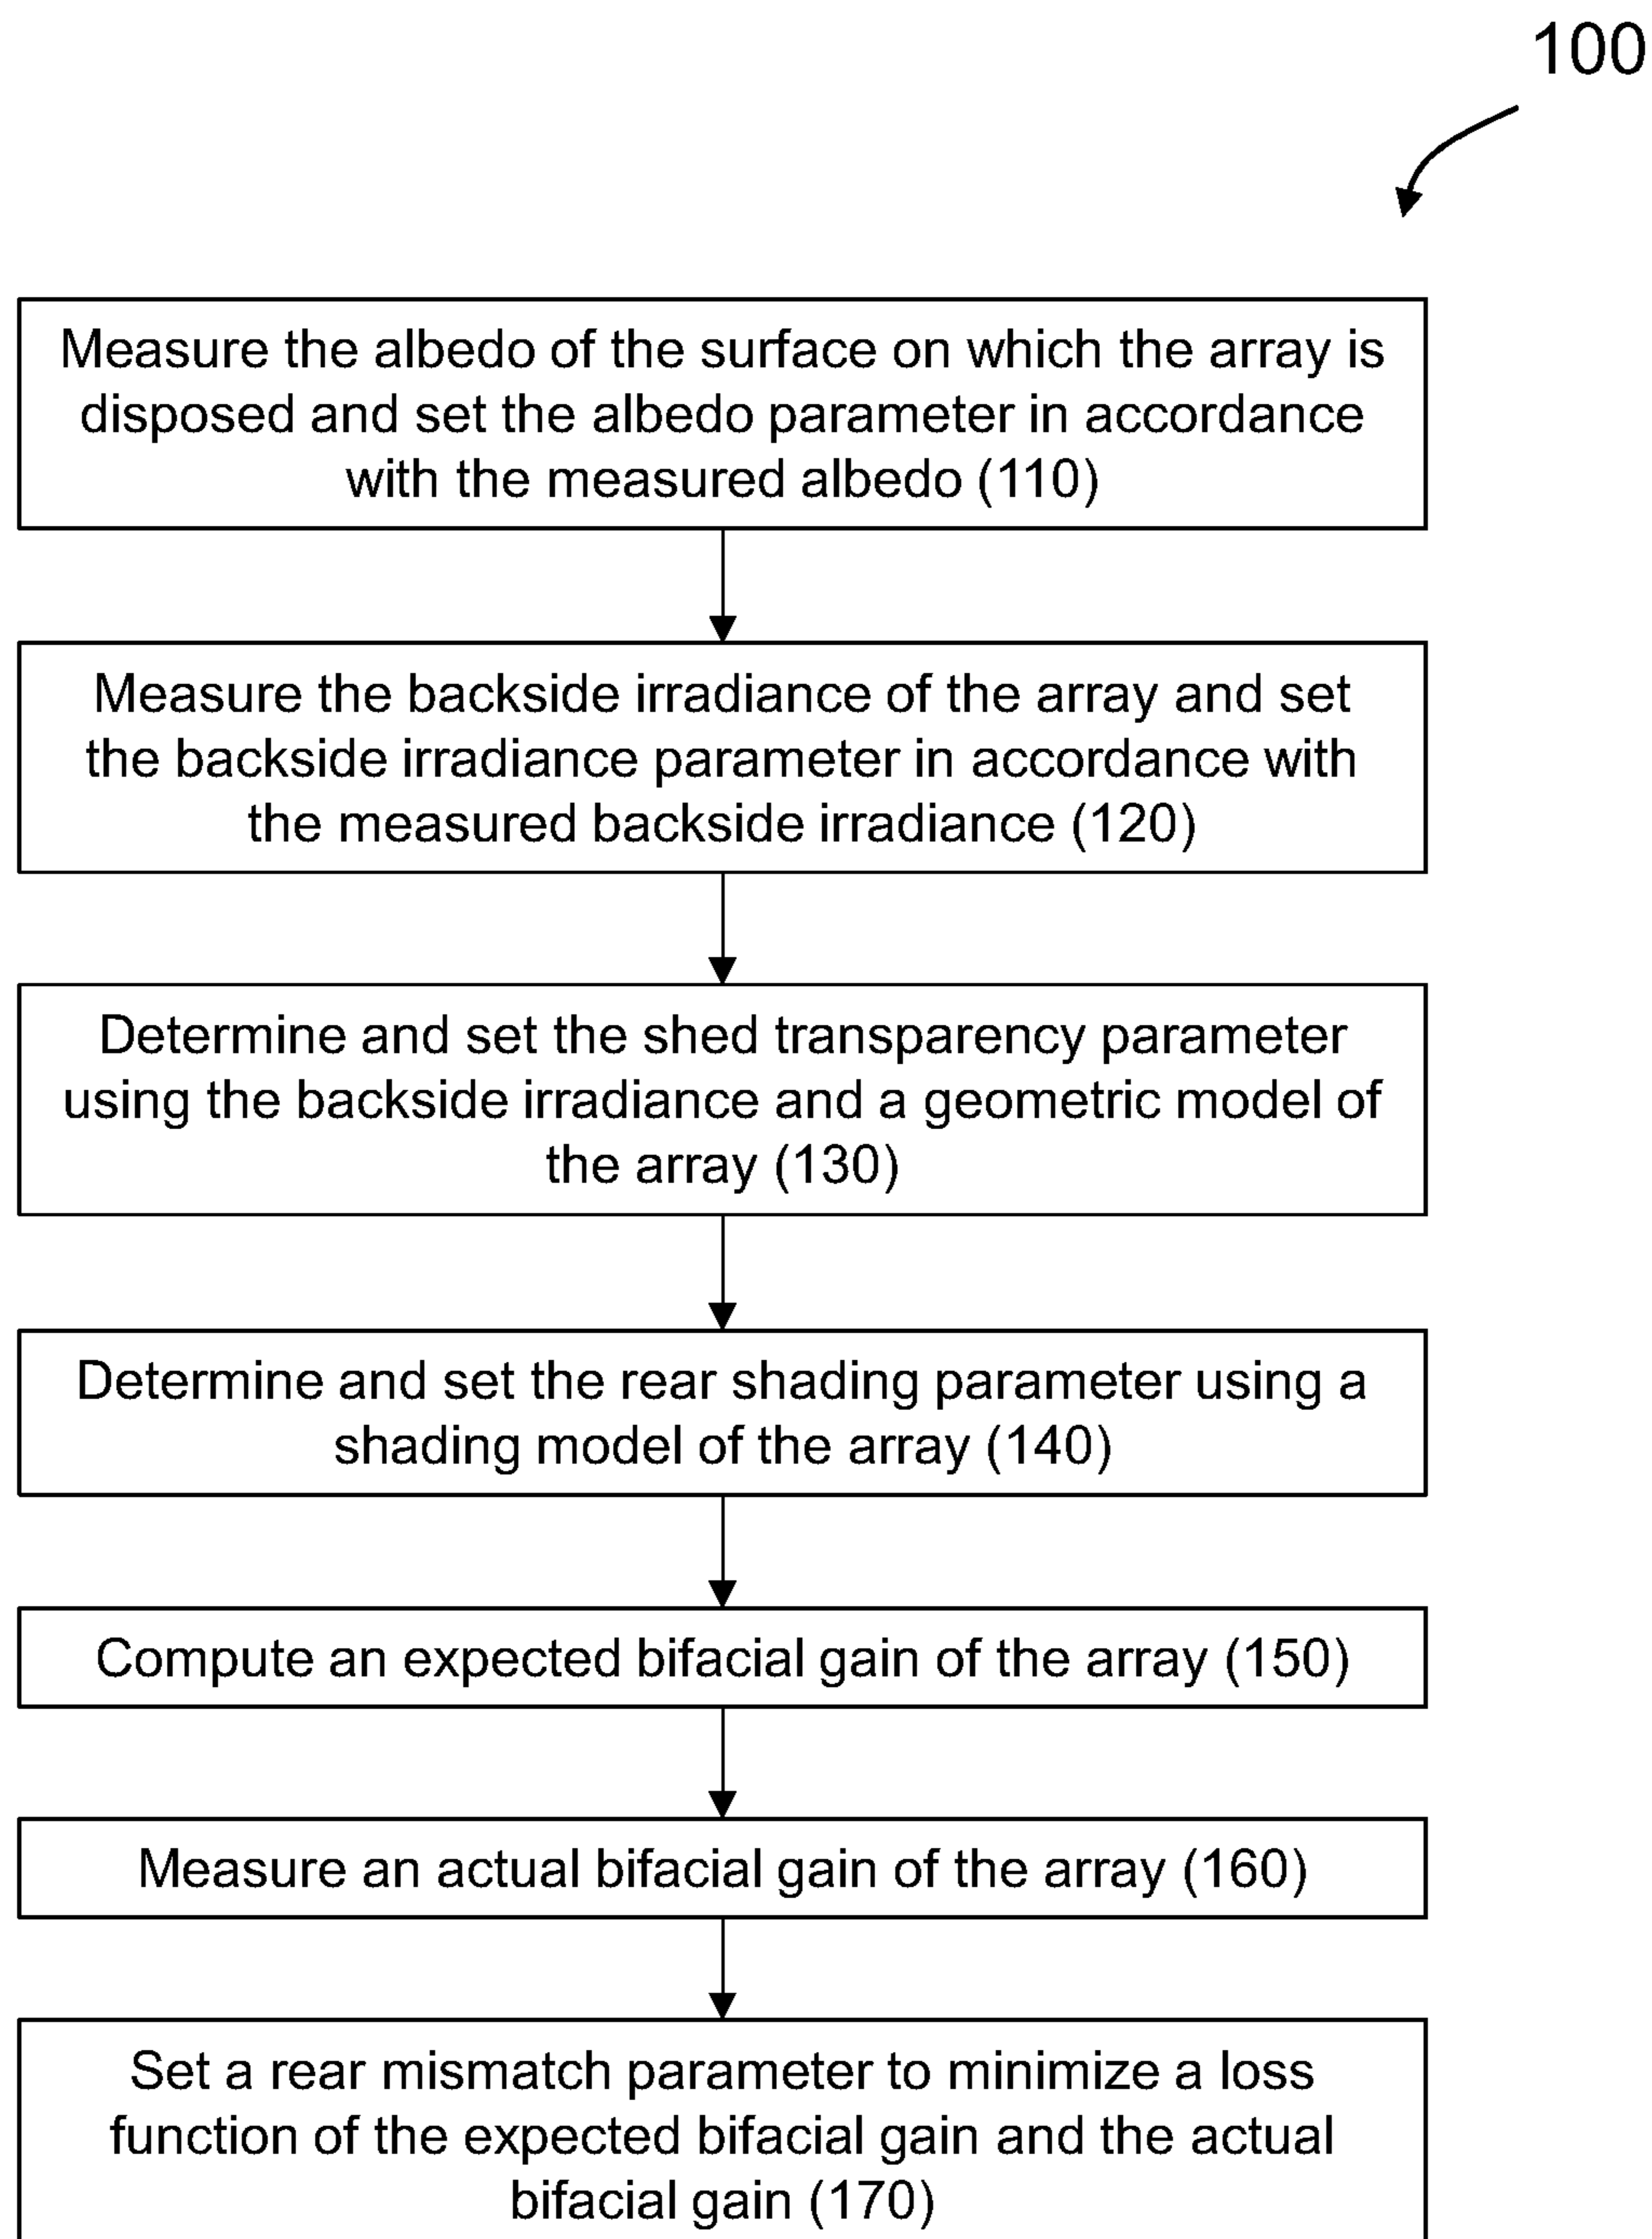 100
Measure the albedo of the surface on which the array is
disposed and set the albedo parameter in accordance
with the measured albedo (110)
Measure the backside irradiance of the array and set
the backside irradiance parameter in accordance with
the measured backside irradiance (120)
Determine and set the shed transparency parameter
using the backside irradiance and a geometric model of
the array (130)
Determine and set the rear shading parameter using a
shading model of the array (140)
Compute an expected bifacial gain of the array (150)
Measure an actual bifacial gain of the array (160)
Set a rear mismatch parameter to minimize a loss
function of the expected bifacial gain and the actual
bifacial gain (170)